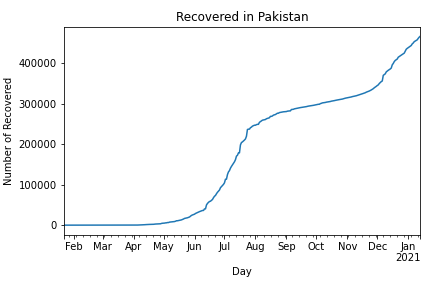 Recovered in Pakistan
Number of Recovered
400000
300000
200000
100000
0
Feb Mar Apr May Jun Jul Aug Sep Oct Nov Dec Jan
2021
Day